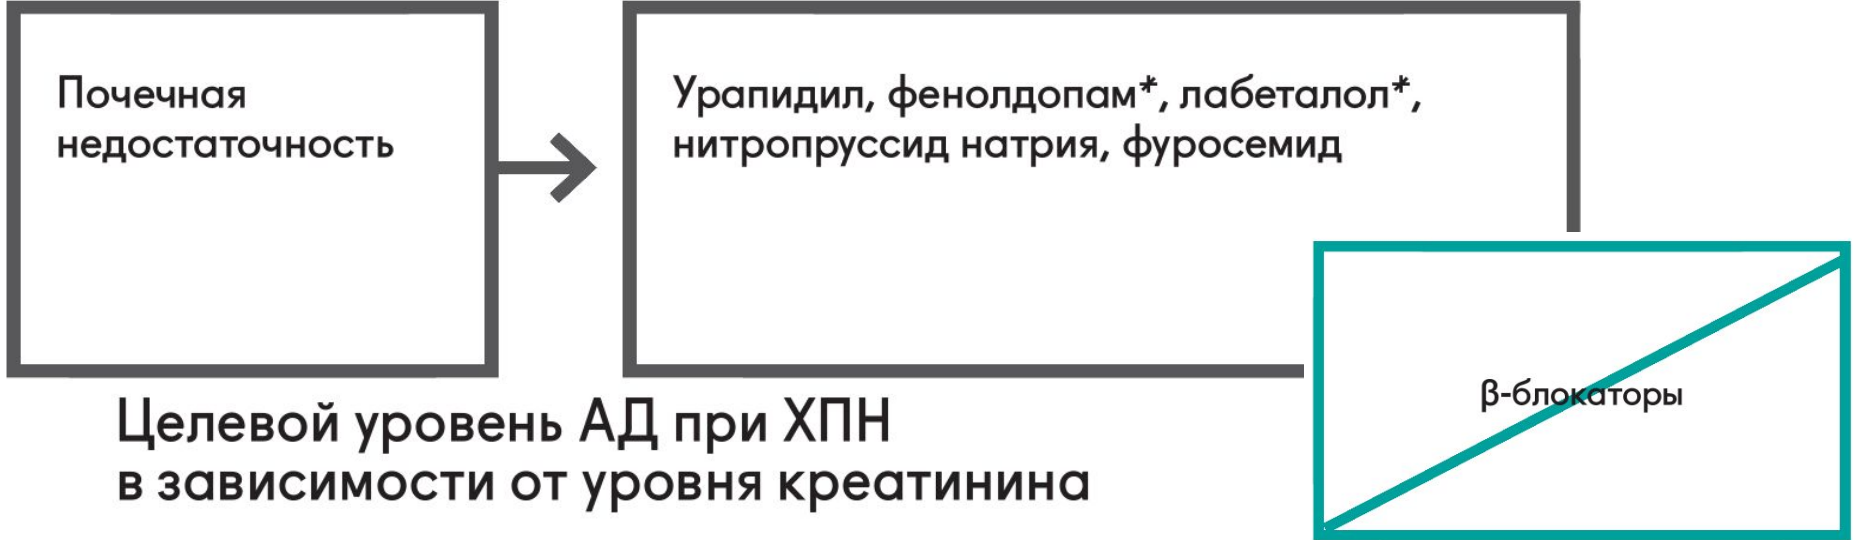 Почечная
недостаточность
Урапидил, фенолдопам*, лабеталол*,
нитропруссид натрия, фуросемид
β-блокаторы
Целевой уровень АД при ХПН
в зависимости от уровня креатинина